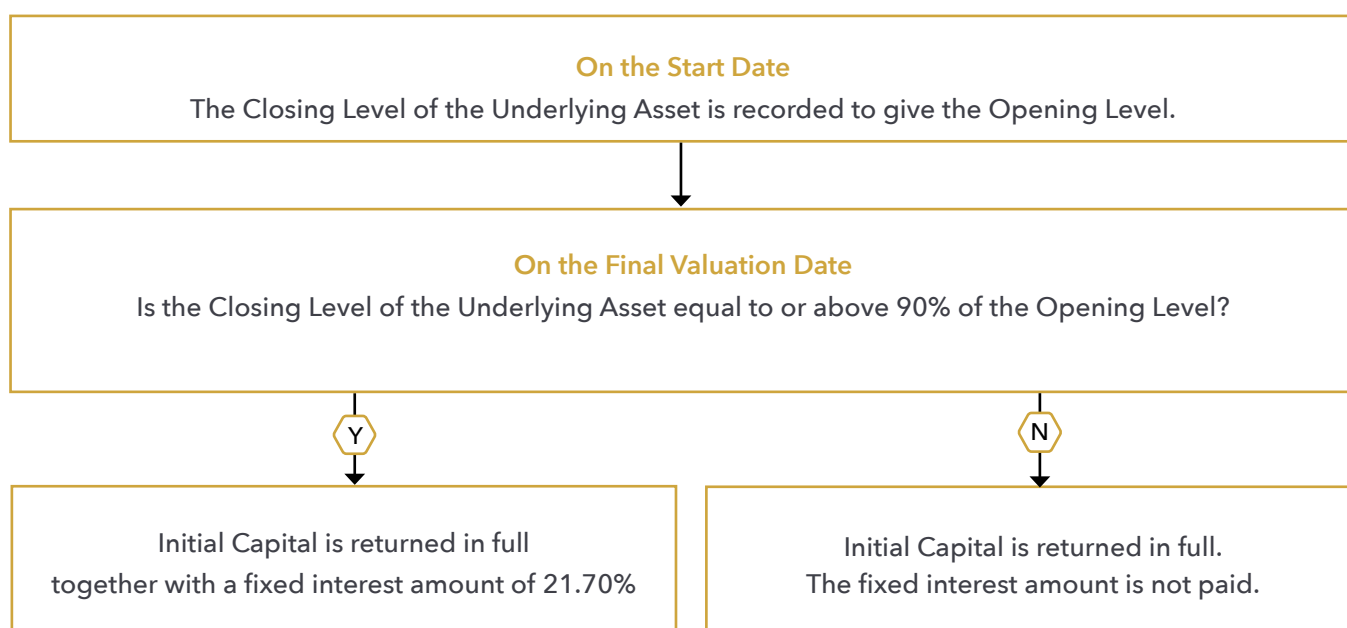 On the Start Date
The Closing Level of the Underlying Asset is recorded to give the Opening Level.
On the Final Valuation Date
Is the Closing Level of the Underlying Asset equal to or above 90% of the Opening Level?
Y
N
Initial Capital is returned in full
together with a fixed interest amount of 21.70%
Initial Capital is returned in full.
The fixed interest amount is not paid.